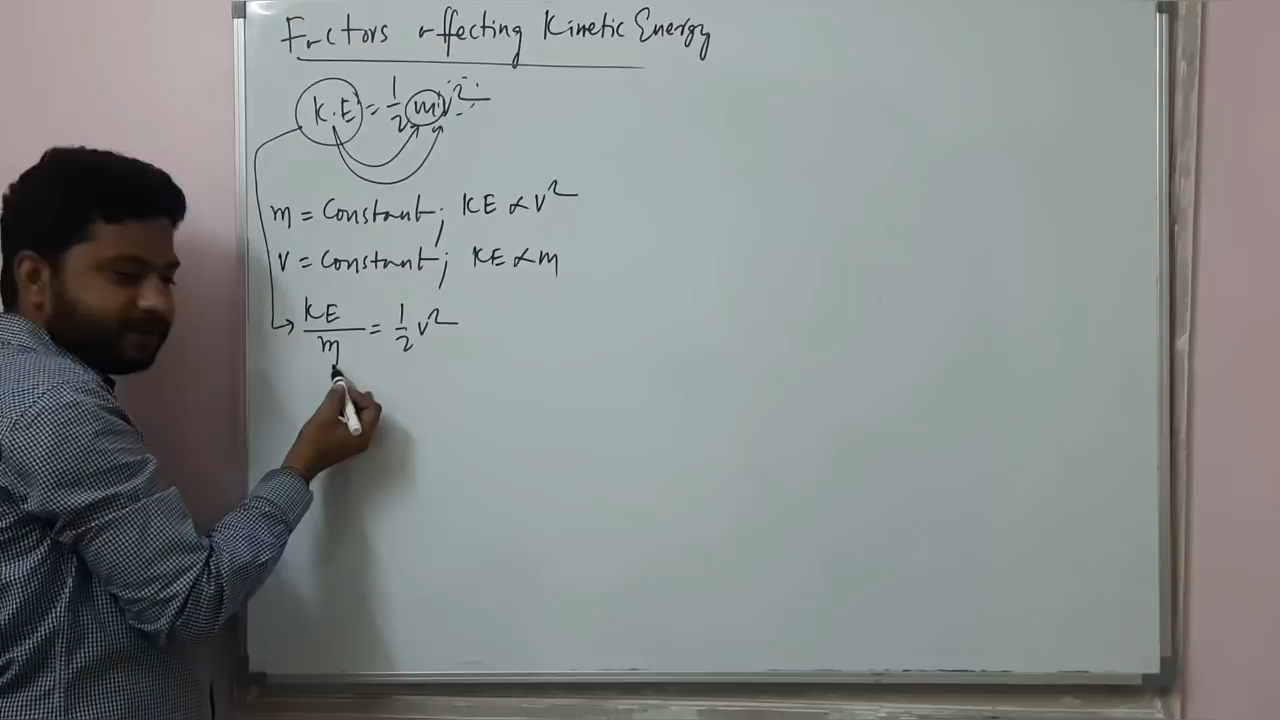 Factors affecting Kinetic Energy
K.E = 1/2 mv²
m = Constant; KE ∝ v²
v = Constant; KE ∝ m
KE/m = 1/2 v²